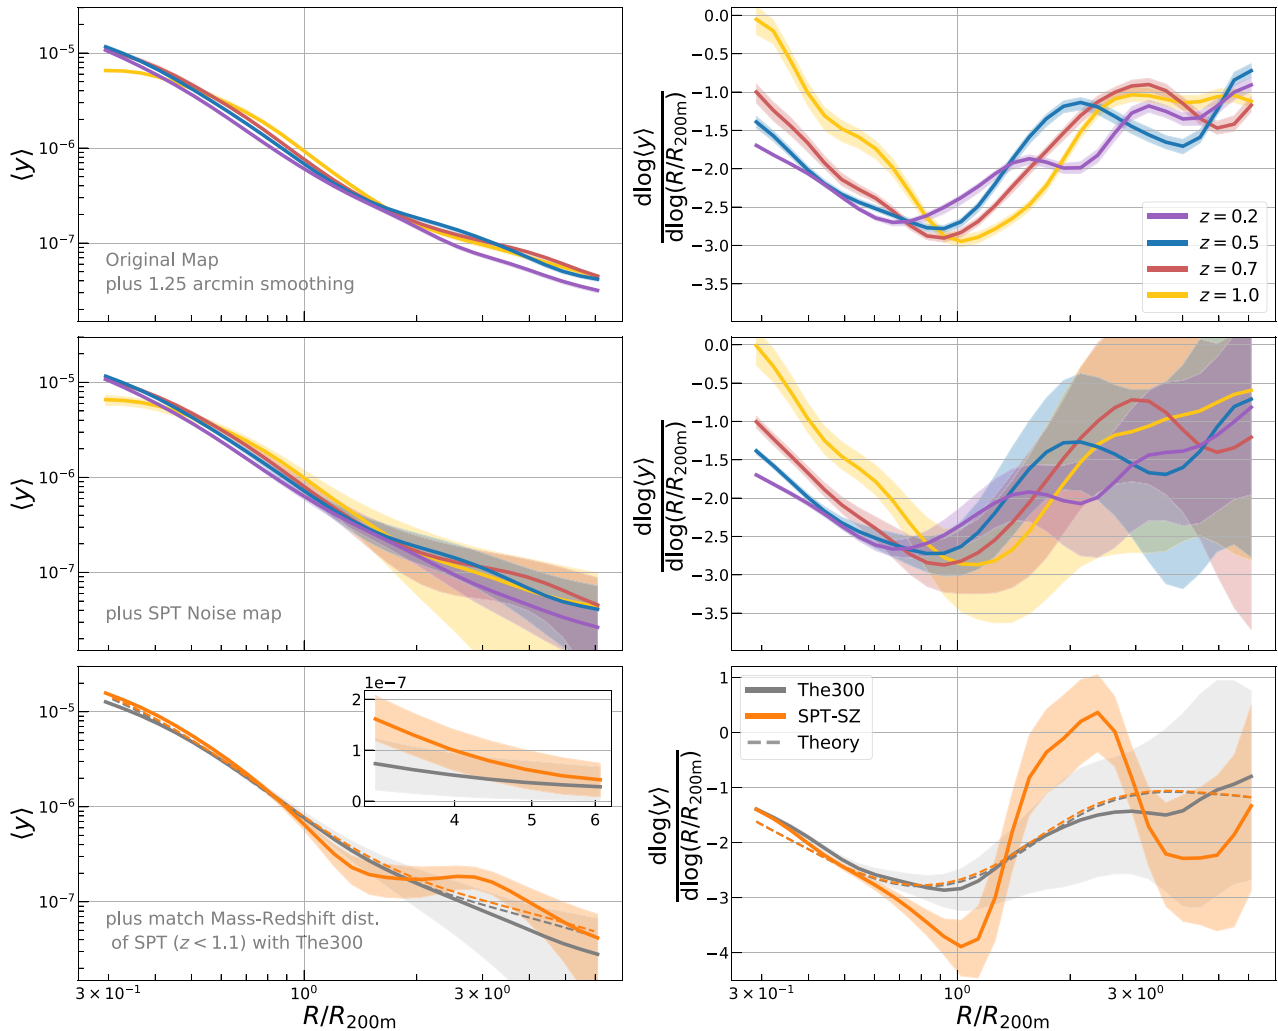 10⁻⁵
10⁻⁶
10⁻⁷
⟨y⟩
Original Map
plus 1.25 arcmin smoothing
0.0
−0.5
−1.0
−1.5
−2.0
−2.5
−3.0
−3.5
dlog⟨y⟩
dlog(R/R200m)
z = 0.2
z = 0.5
z = 0.7
z = 1.0
10⁻⁵
10⁻⁶
10⁻⁷
⟨y⟩
plus SPT Noise map
0.0
−0.5
−1.0
−1.5
−2.0
−2.5
−3.0
−3.5
dlog⟨y⟩
dlog(R/R200m)
10⁻⁵
10⁻⁶
10⁻⁷
⟨y⟩
1e−7
2
1
0
4
5
6
plus match Mass-Redshift dist.
of SPT (z < 1.1) with The300
3 × 10⁻¹
10⁰
3 × 10⁰
R/R200m
1
0
−1
−2
−3
−4
dlog⟨y⟩
dlog(R/R200m)
The300
SPT-SZ
Theory
3 × 10⁻¹
10⁰
3 × 10⁰
R/R200m